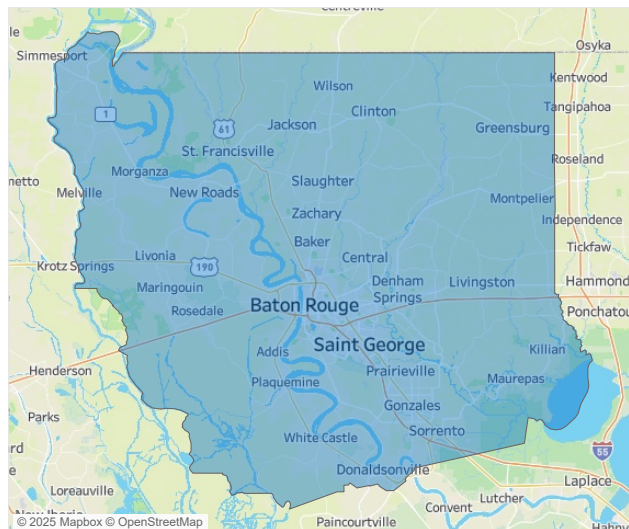 Centreville
Simmesport
Osyka
Kentwood
Wilson
Tangipahoa
1
Clinton
61
Jackson
Greensburg
St. Francisville
Roseland
Morganza
Slaughter
Melville
New Roads
Montpelier
Zachary
Independence
Baker
Tickfaw
Livonia
Central
Krotz Springs
190
Hammond
Maringouin
Denham
Springs
Livingston
Baton Rouge
Rosedale
Ponchatou
Saint George
Addis
Killian
Henderson
Prairieville
Plaquemine
Maurepas
Gonzales
Parks
White Castle
Sorrento
55
Donaldsonville
Laplace
Loreauville
Lutcher
Convent
© 2025 Mapbox © OpenStreetMap
Paincourtville